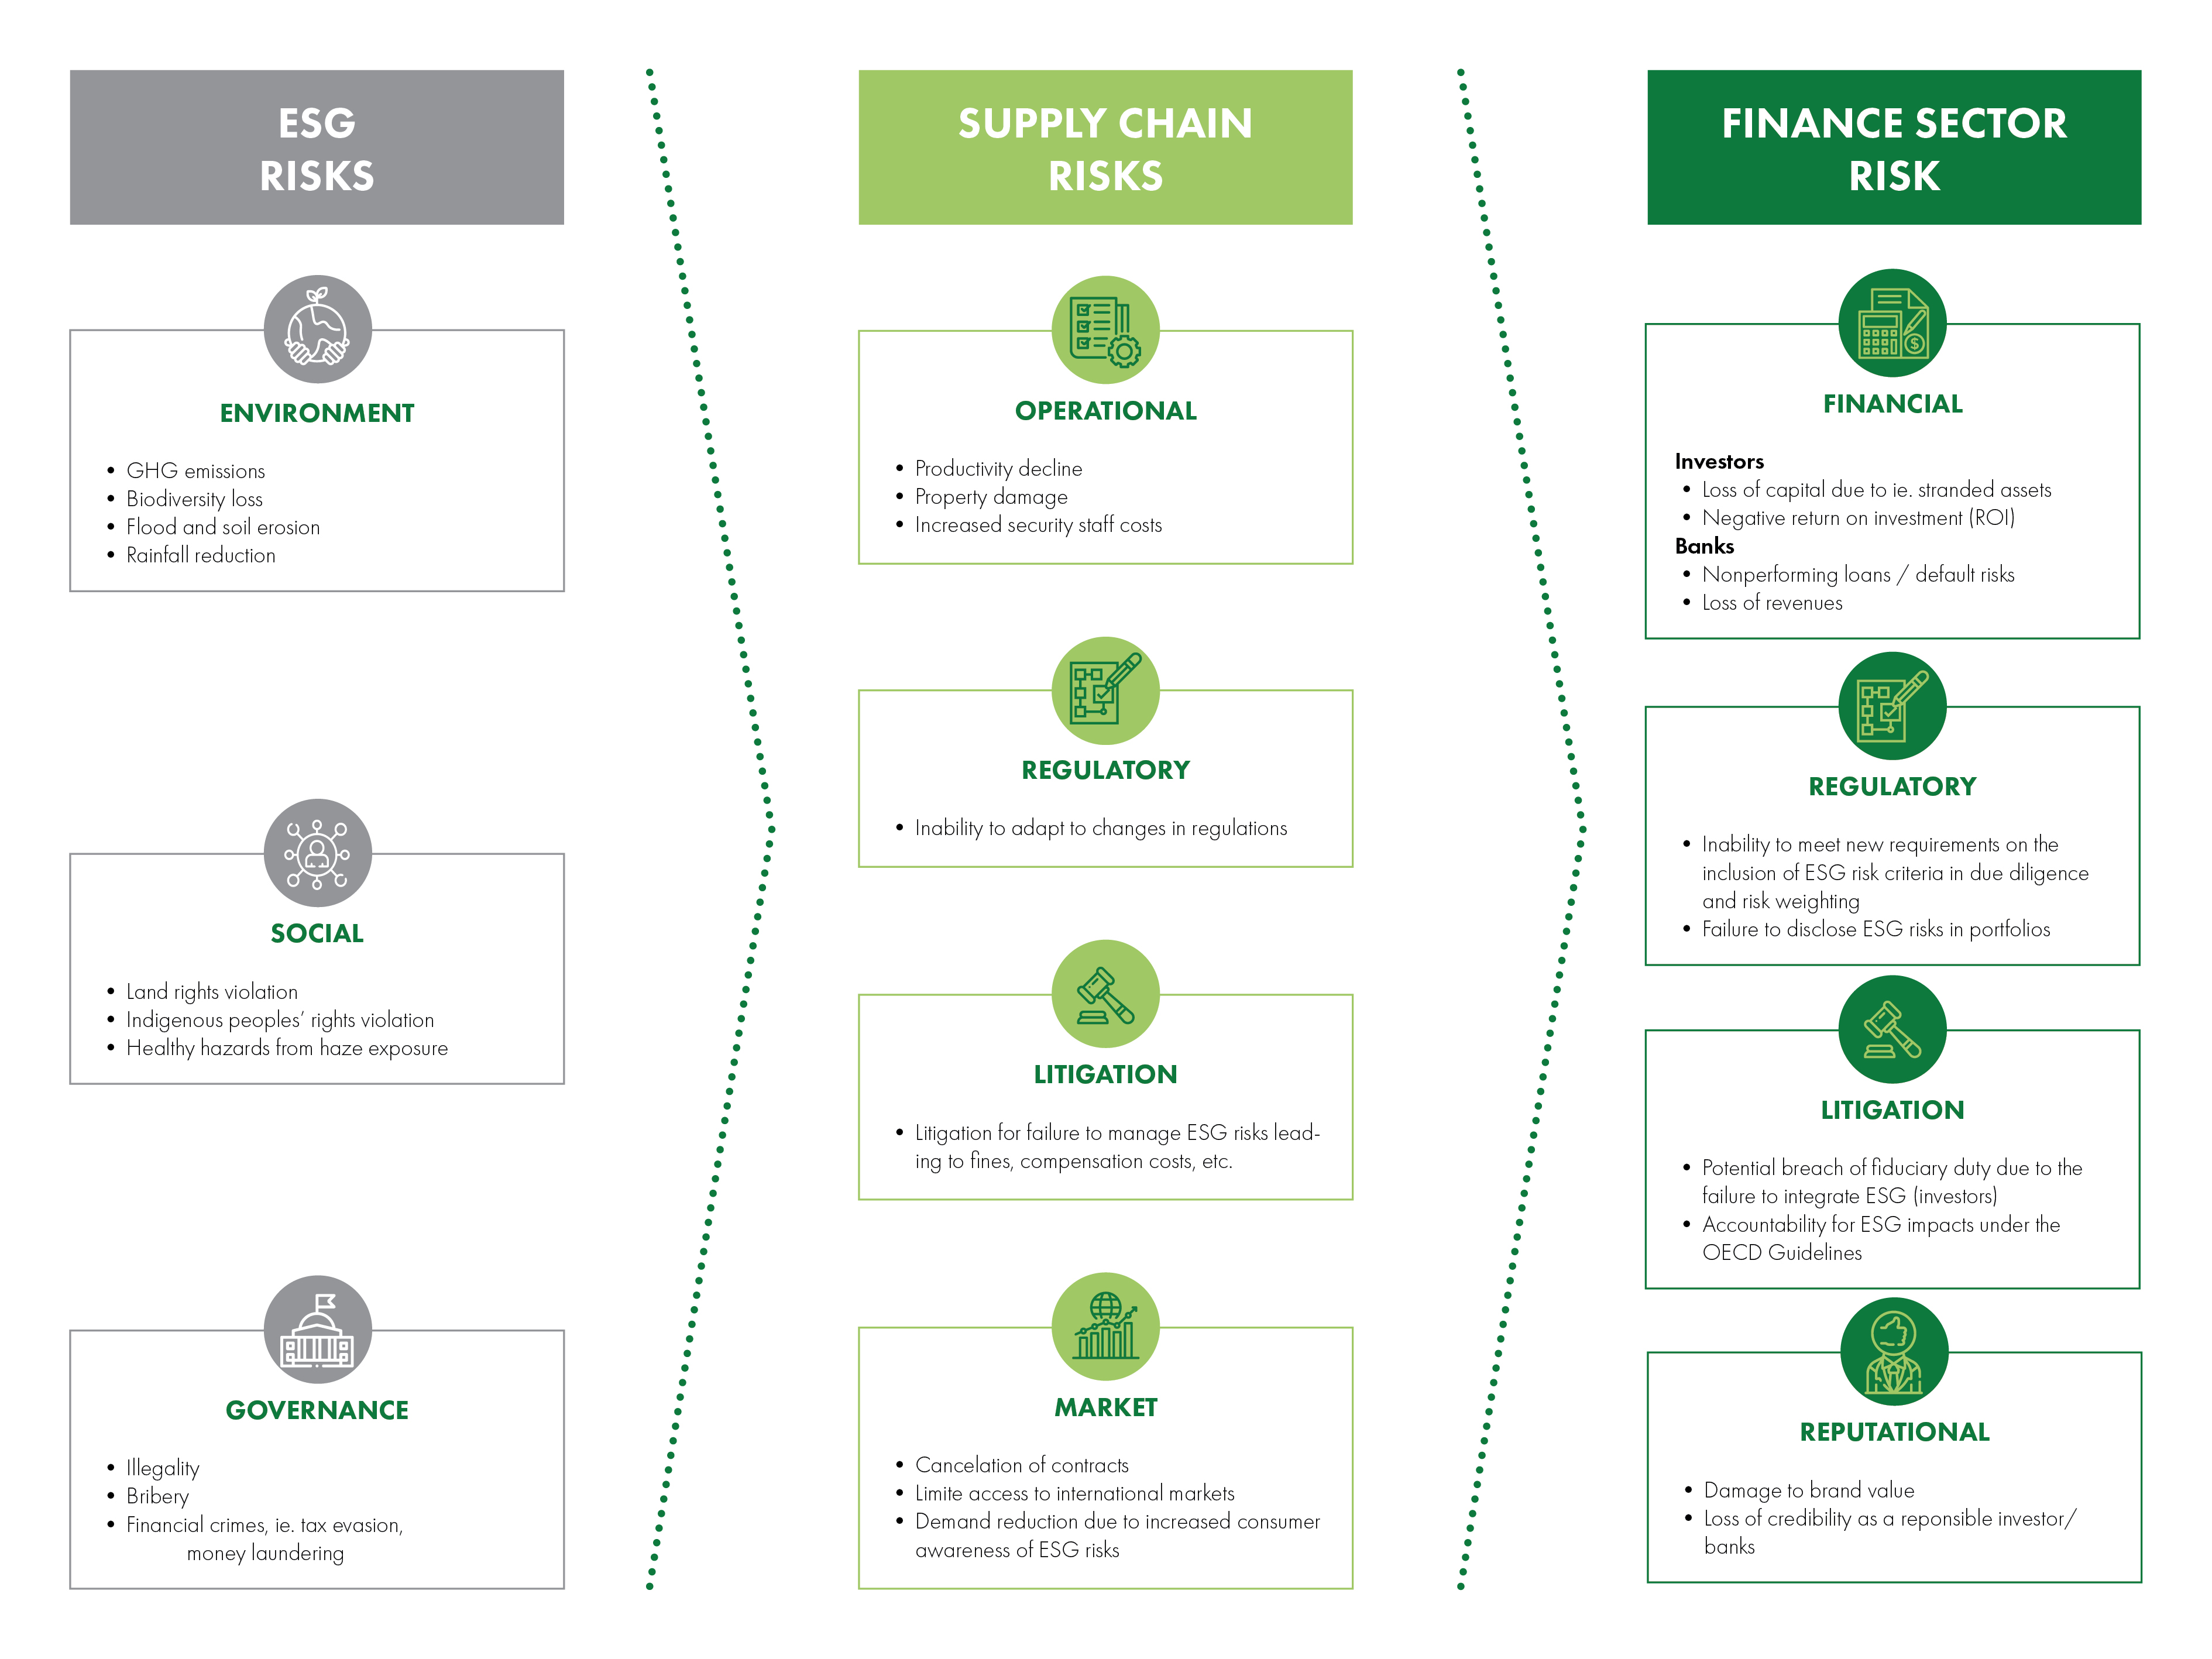 ESG
RISKS
ENVIRONMENT
• GHG emissions
• Biodiversity loss
• Flood and soil erosion
• Rainfall reduction
SOCIAL
• Land rights violation
• Indigenous peoples’ rights violation
• Healthy hazards from haze exposure
GOVERNANCE
• Illegality
• Bribery
• Financial crimes, ie. tax evasion,
money laundering
SUPPLY CHAIN
RISKS
OPERATIONAL
• Productivity decline
• Property damage
• Increased security staff costs
REGULATORY
• Inability to adapt to changes in regulations
LITIGATION
• Litigation for failure to manage ESG risks lead-
ing to fines, compensation costs, etc.
MARKET
• Cancelation of contracts
• Limite access to international markets
• Demand reduction due to increased consumer
awareness of ESG risks
FINANCE SECTOR
RISK
FINANCIAL
Investors
• Loss of capital due to ie. stranded assets
• Negative return on investment (ROI)
Banks
• Nonperforming loans / default risks
• Loss of revenues
REGULATORY
• Inability to meet new requirements on the
inclusion of ESG risk criteria in due diligence
and risk weighting
• Failure to disclose ESG risks in portfolios
LITIGATION
• Potential breach of fiduciary duty due to the
failure to integrate ESG (investors)
• Accountability for ESG impacts under the
OECD Guidelines
REPUTATIONAL
• Damage to brand value
• Loss of credibility as a reponsible investor/
banks